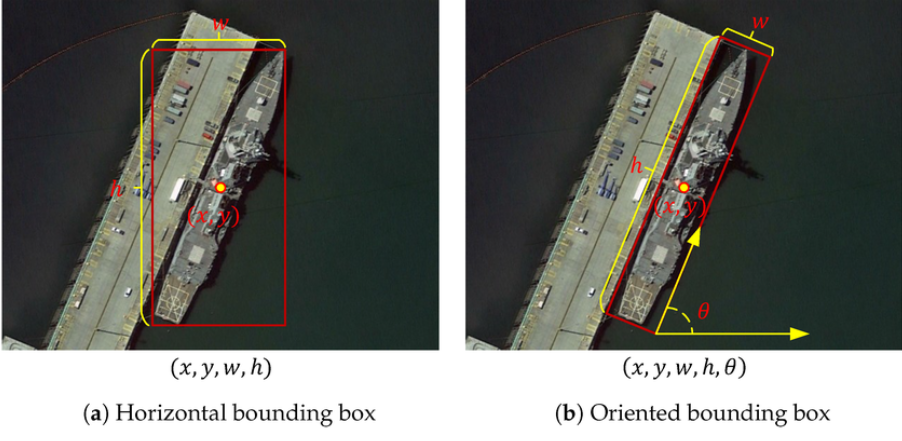 w
h
(x, y)
w
h
(x, y)
θ
(x, y, w, h)
(x, y, w, h, θ)
(a) Horizontal bounding box
(b) Oriented bounding box